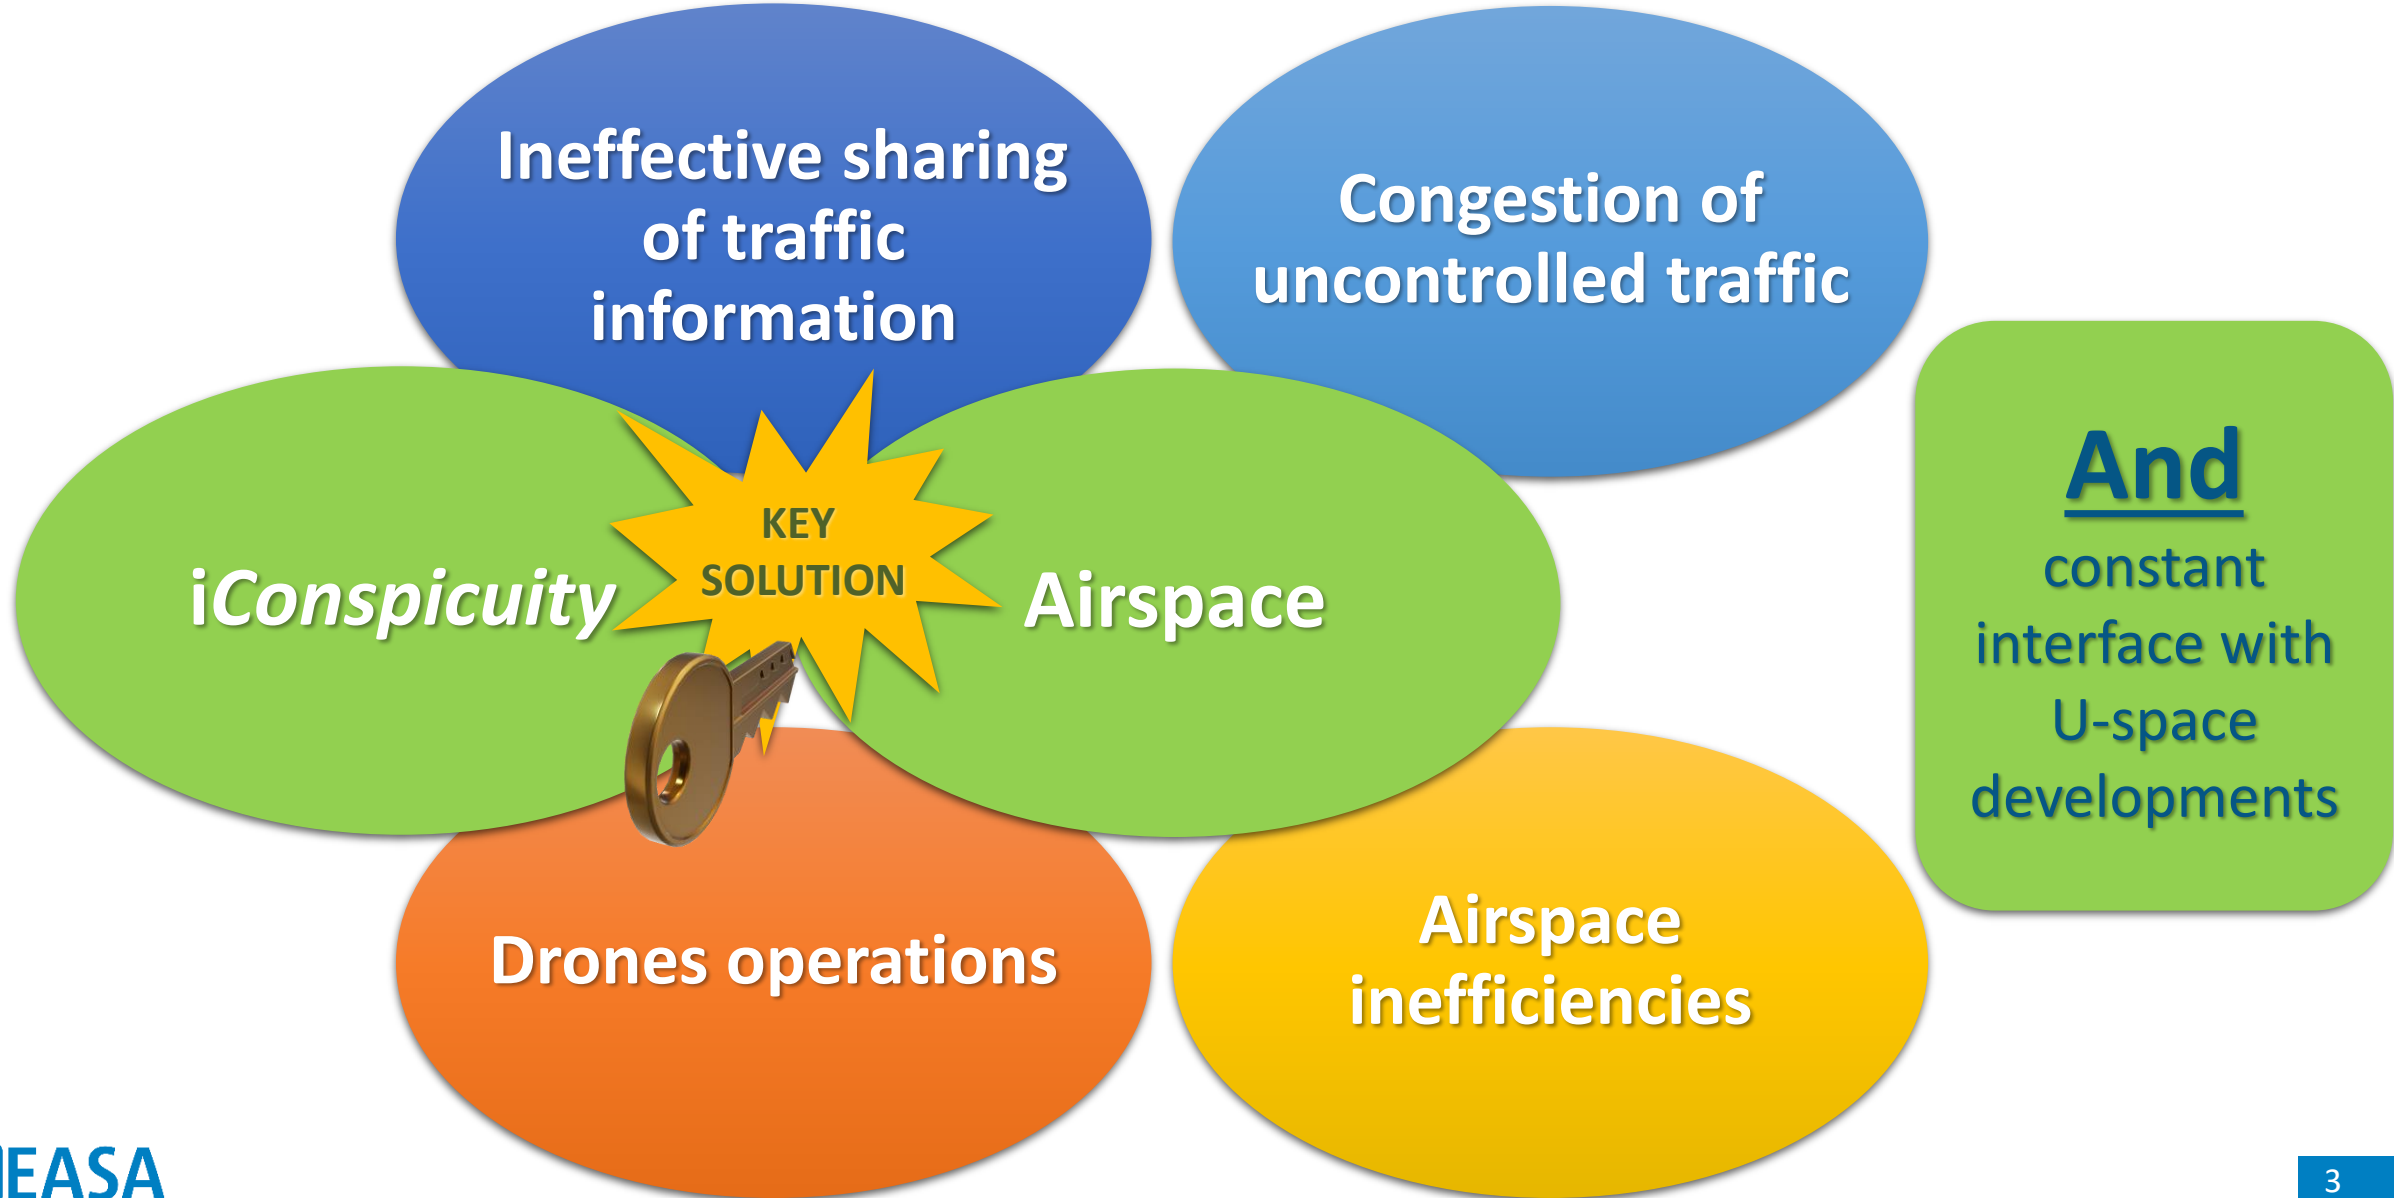 Ineffective sharing
of traffic
information
Congestion of
uncontrolled traffic
iConspicuity
KEY
SOLUTION
Airspace
And
constant
interface with
U-space
developments
Drones operations
Airspace
inefficiencies
EASA
3